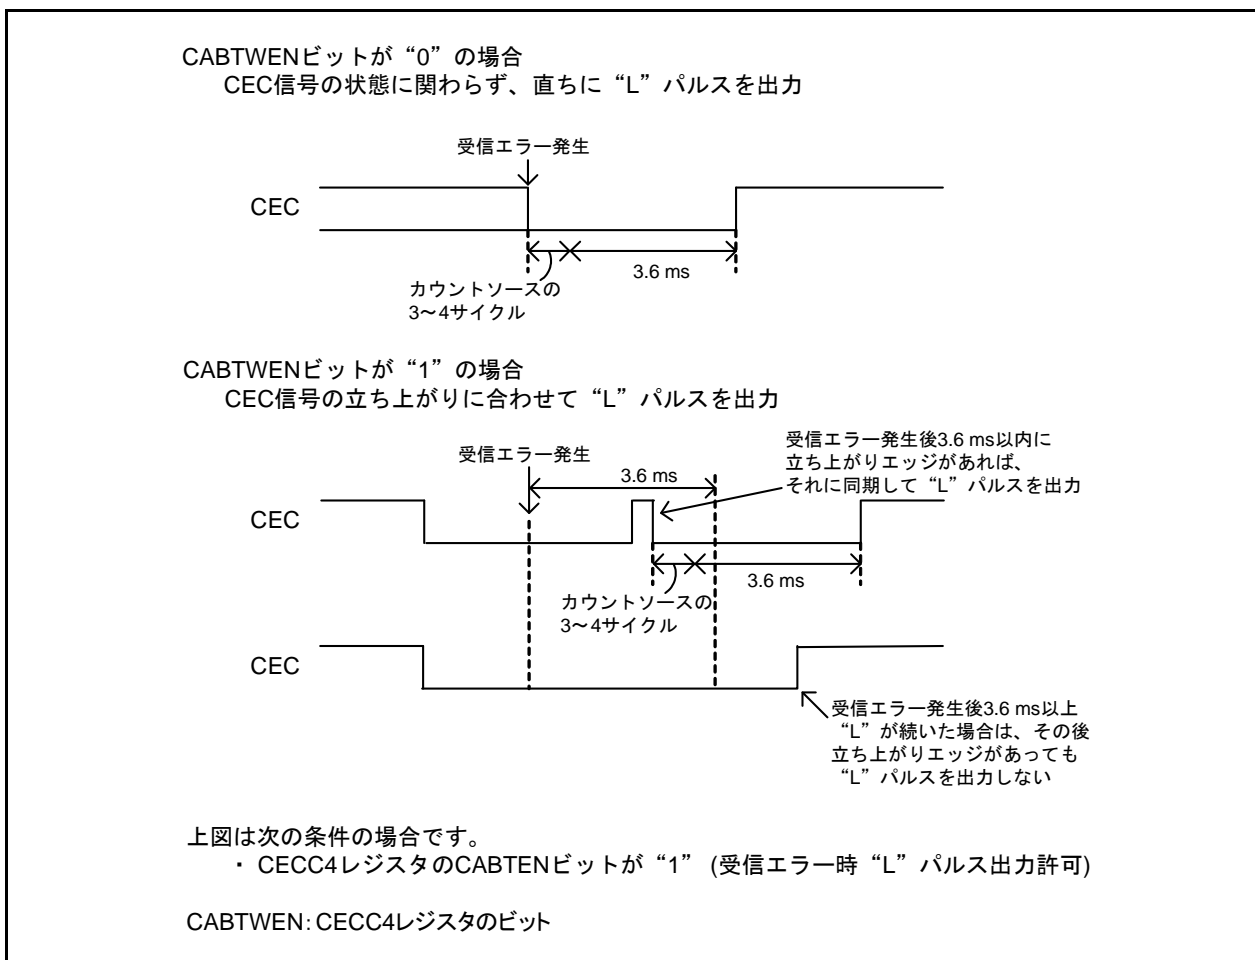 CABTWENビットが“0”の場合
CEC信号の状態に関わらず、直ちに“L”パルスを出力
受信エラー発生
CEC
3.6 ms
カウントソースの
3～4サイクル
CABTWENビットが“1”の場合
CEC信号の立ち上がりに合わせて“L”パルスを出力
受信エラー発生
3.6 ms
受信エラー発生後3.6 ms以内に
立ち上がりエッジがあれば、
それに同期して“L”パルスを出力
CEC
3.6 ms
カウントソースの
3～4サイクル
CEC
受信エラー発生後3.6 ms以上
“L”が続いた場合は、その後
立ち上がりエッジがあっても
“L”パルスを出力しない
上図は次の条件の場合です。
・ CECC4レジスタのCABTENビットが“1” (受信エラー時“L”パルス出力許可)
CABTWEN: CECC4レジスタのビット